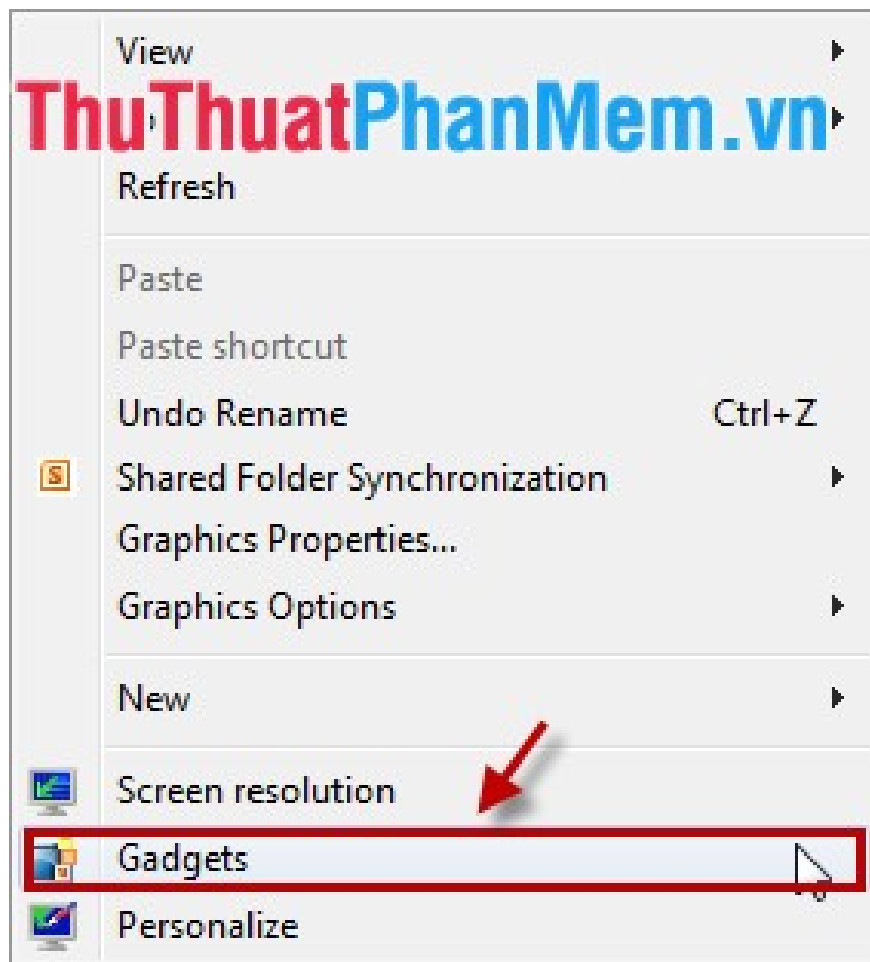 View
ThuThuatPhanMem.vn
Refresh
Paste
Paste shortcut
Undo Rename Ctrl+Z
Shared Folder Synchronization
Graphics Properties...
Graphics Options
New
Screen resolution
Gadgets
Personalize